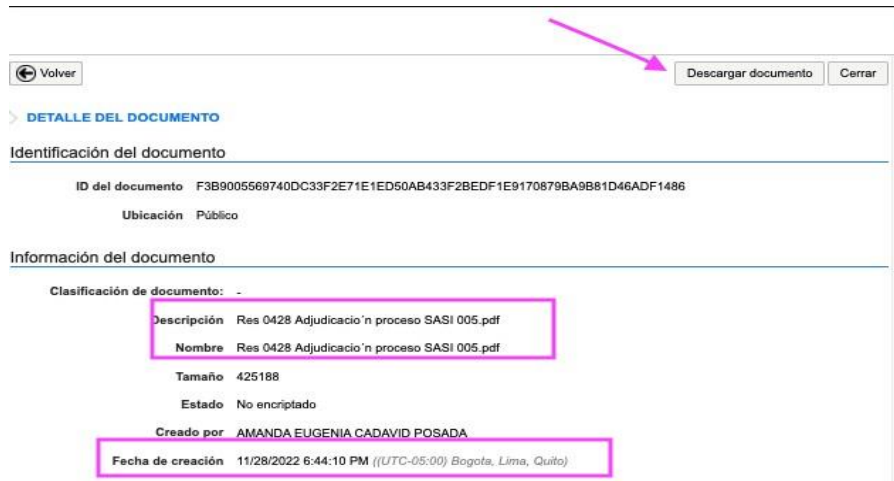 Volver
Descargar documento
Cerrar
DETALLE DEL DOCUMENTO
Identificación del documento
ID del documento F3B9005569740DC33F2E71E1ED50AB433F2BEDF1E9170879BA9B81D46ADF1486
Ubicación Público
Información del documento
Clasificación de documento: -
Descripción Res 0428 Adjudicacio´n proceso SASI 005.pdf
Nombre Res 0428 Adjudicacio´n proceso SASI 005.pdf
Tamaño 425188
Estado No encriptado
Creado por AMANDA EUGENIA CADAVID POSADA
Fecha de creación 11/28/2022 6:44:10 PM ((UTC-05:00) Bogota, Lima, Quito)